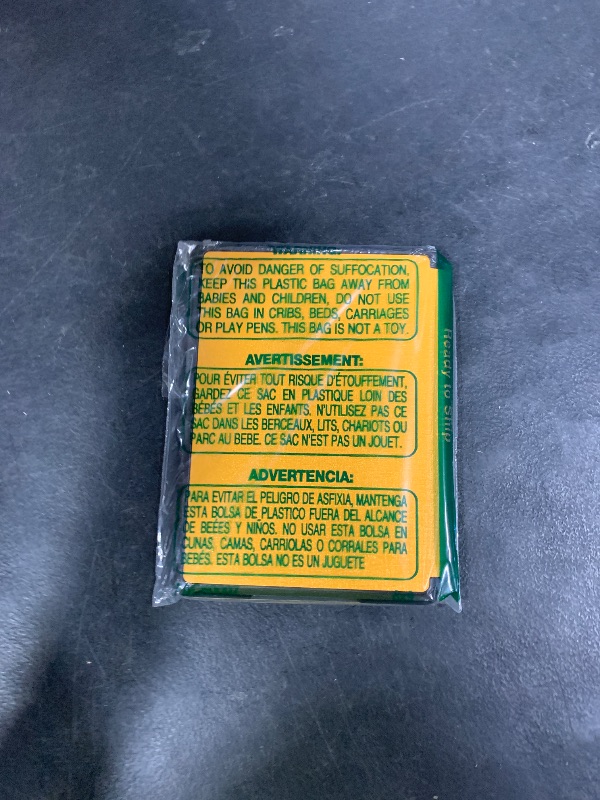 WARNING:
TO AVOID DANGER OF SUFFOCATION,
KEEP THIS PLASTIC BAG AWAY FROM
BABIES AND CHILDREN, DO NOT USE
THIS BAG IN CRIBS, BEDS, CARRIAGES
OR PLAY PENS. THIS BAG IS NOT A TOY.
AVERTISSEMENT:
POUR ÉVITER TOUT RISQUE D'ÉTOUFFEMENT,
GARDEZ CE SAC EN PLASTIQUE LOIN DES
BÉBÉS ET LES ENFANTS. N'UTILISEZ PAS CE
SAC DANS LES BERCEAUX, LITS, CHARIOTS OU
PARC AU BEBE. CE SAC N'EST PAS UN JOUET.
ADVERTENCIA:
PARA EVITAR EL PELIGRO DE ASFIXIA, MANTENGA
ESTA BOLSA DE PLASTICO FUERA DEL ALCANCE
DE BEÉES Y NIÑOS. NO USAR ESTA BOLSA EN
CUNAS, CAMAS, CARRIOLAS O CORRALES PARA
BEBÉS. ESTA BOLSA NO ES UN JUGUETE
Ready to Ship